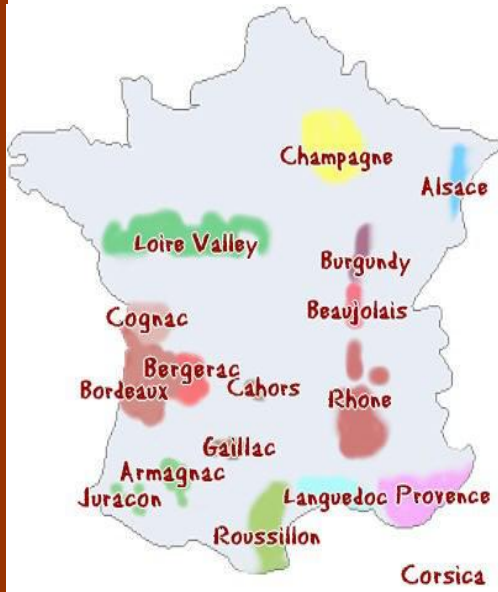 Champagne
Alsace
Loire Valley
Burgundy
Beaujolais
Cognac
Bergerac
Bordeaux
Cahors
Rhone
Gaillac
Armagnac
Juracon
Languedoc
Provence
Roussillon
Corsica